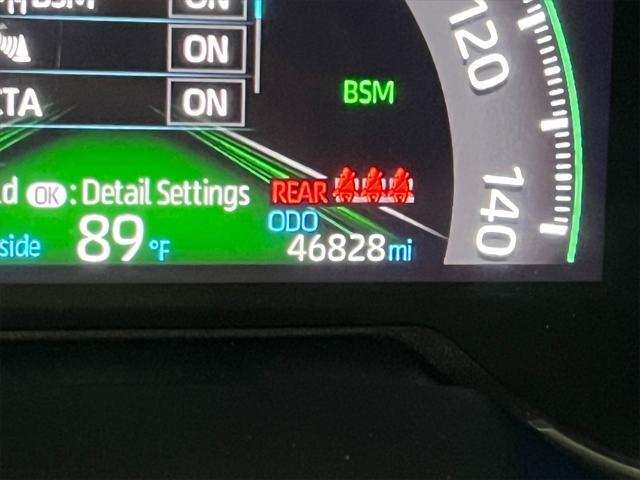 BSM ON
ON
CTA ON
BSM
120
140
OK : Detail Settings
REAR
ODO
side 89 °F
46828 mi